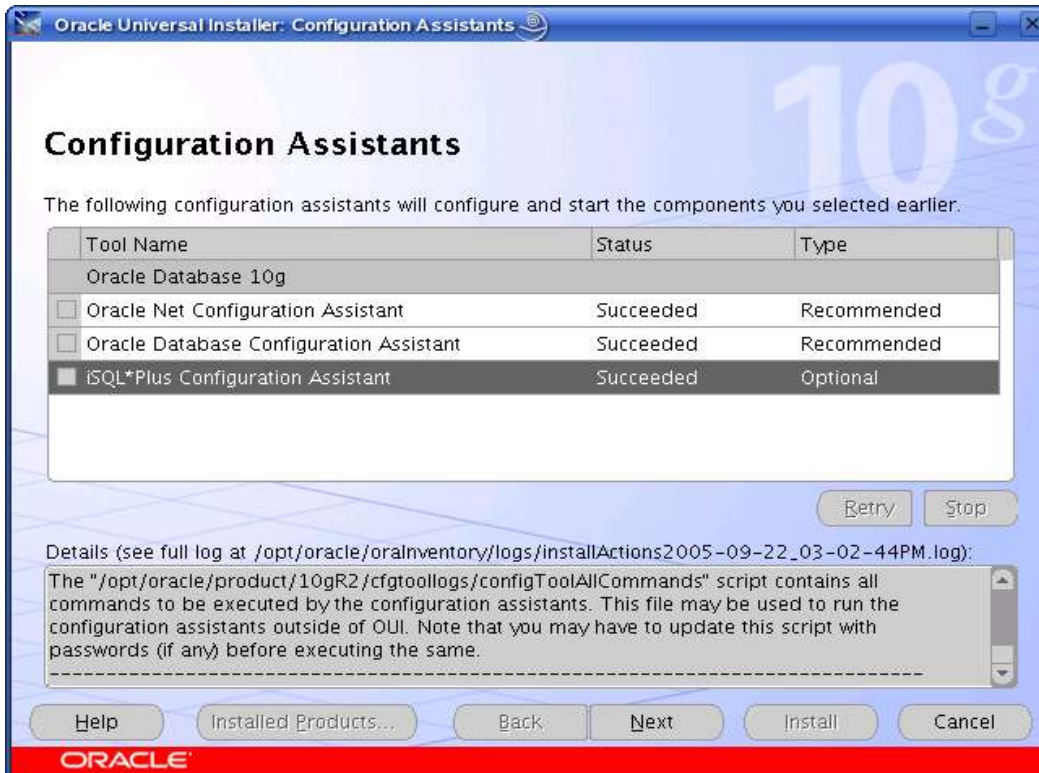 Oracle Universal Installer: Configuration Assistants
10g
Configuration Assistants
The following configuration assistants will configure and start the components you selected earlier.
Tool Name Status Type
Oracle Database 10g
Oracle Net Configuration Assistant Succeeded Recommended
Oracle Database Configuration Assistant Succeeded Recommended
iSQL*Plus Configuration Assistant Succeeded Optional
Retry Stop
Details (see full log at /opt/oracle/oraInventory/logs/installActions2005-09-22_03-02-44PM.log):
The "/opt/oracle/product/10gR2/cfgtoollogs/configToolAllCommands" script contains all
commands to be executed by the configuration assistants. This file may be used to run the
configuration assistants outside of OUI. Note that you may have to update this script with
passwords (if any) before executing the same.
--------------------------------------------------------------------------------
Help Installed Products... Back Next Install Cancel
ORACLE